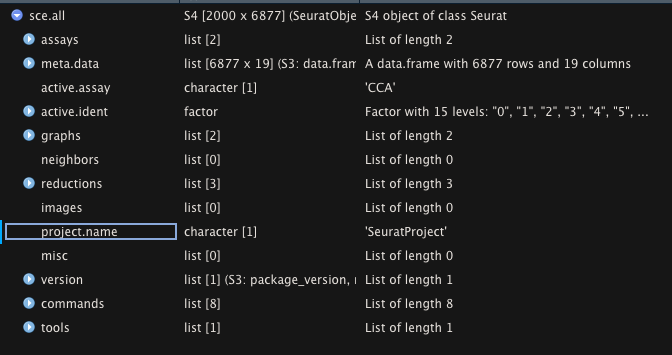 sce.all S4 [2000 x 6877] (SeuratObje S4 object of class Seurat
assays list [2] List of length 2
meta.data list [6877 x 19] (S3: data.fram A data.frame with 6877 rows and 19 columns
active.assay character [1] 'CCA'
active.ident factor Factor with 15 levels: "0", "1", "2", "3", "4", "5", ...
graphs list [2] List of length 2
neighbors list [0] List of length 0
reductions list [3] List of length 3
images list [0] List of length 0
project.name character [1] 'SeuratProject'
misc list [0] List of length 0
version list [1] (S3: package_version, r List of length 1
commands list [8] List of length 8
tools list [1] List of length 1